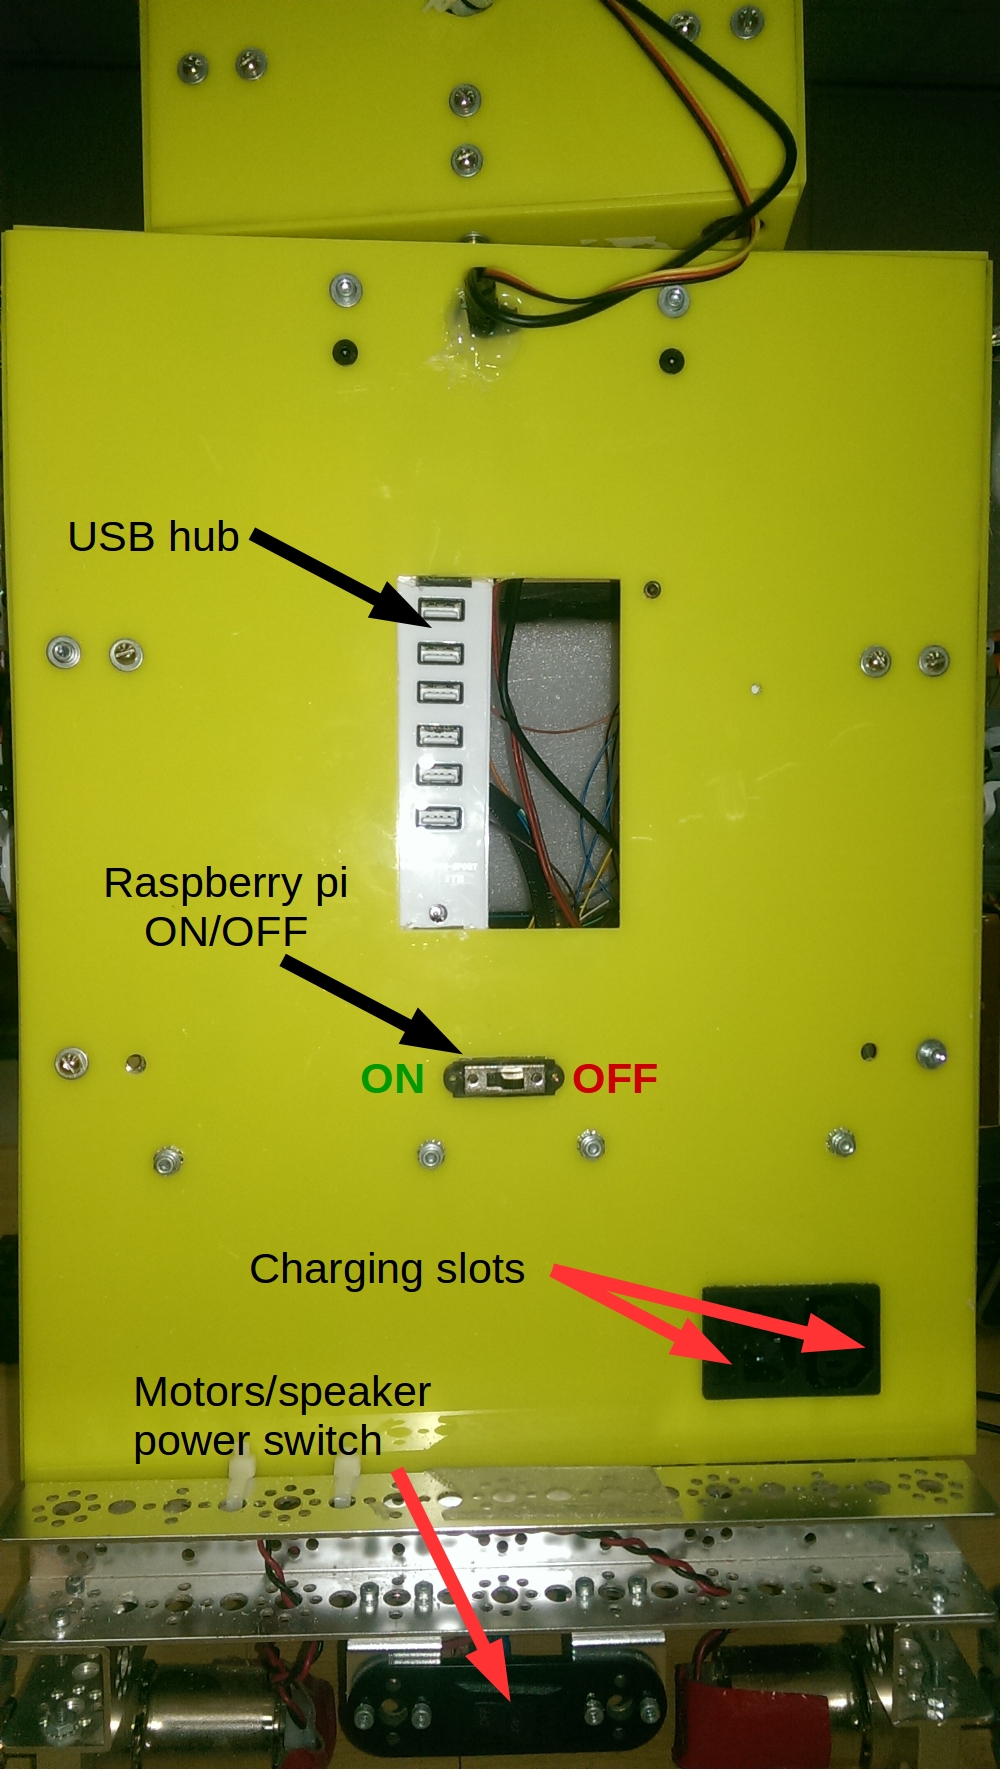 USB hub
Raspberry pi
ON/OFF
ON
OFF
Charging slots
Motors/speaker
power switch